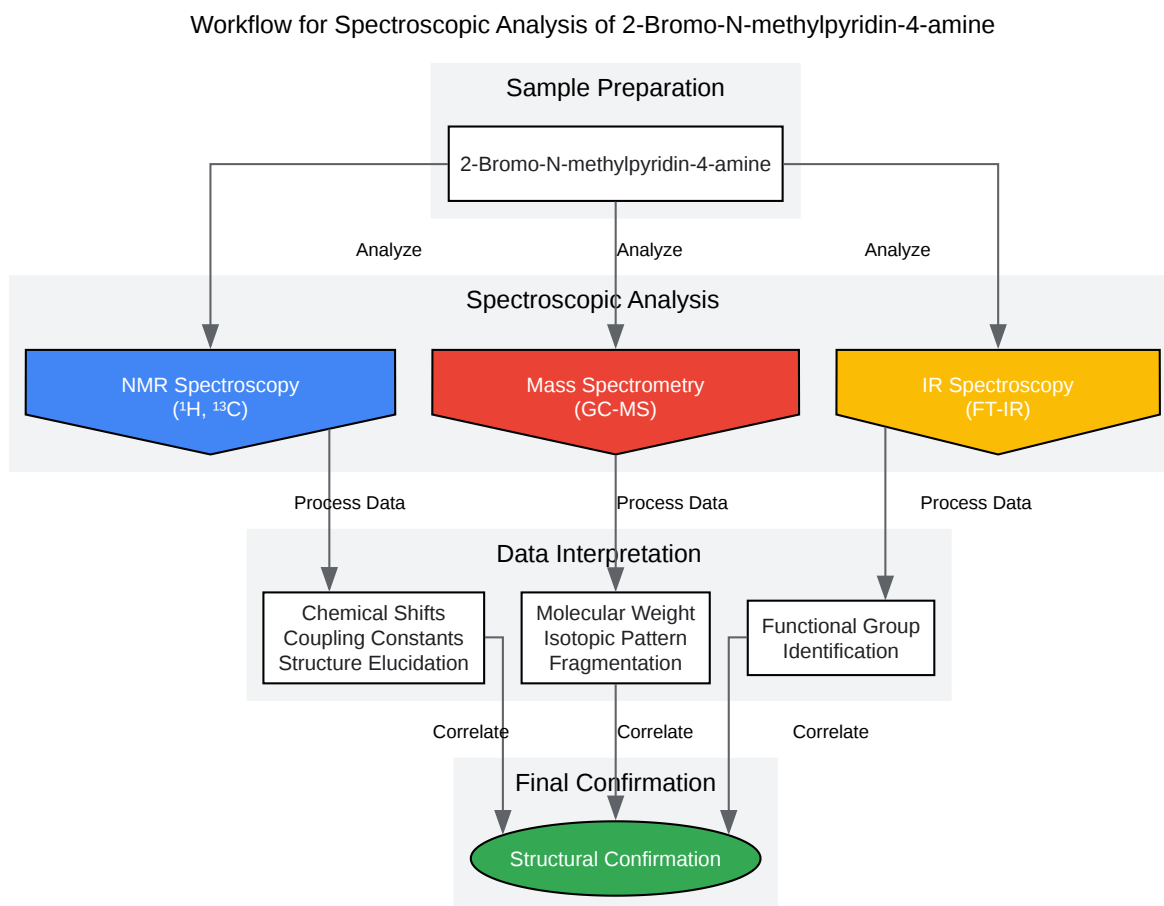 Workflow for Spectroscopic Analysis of 2-Bromo-N-methylpyridin-4-amine
Sample Preparation
2-Bromo-N-methylpyridin-4-amine
Analyze
Analyze
Analyze
Spectroscopic Analysis
NMR Spectroscopy
(¹H, ¹³C)
Mass Spectrometry
(GC-MS)
IR Spectroscopy
(FT-IR)
Process Data
Process Data
Process Data
Data Interpretation
Chemical Shifts
Coupling Constants
Structure Elucidation
Molecular Weight
Isotopic Pattern
Fragmentation
Functional Group
Identification
Correlate
Correlate
Correlate
Final Confirmation
Structural Confirmation